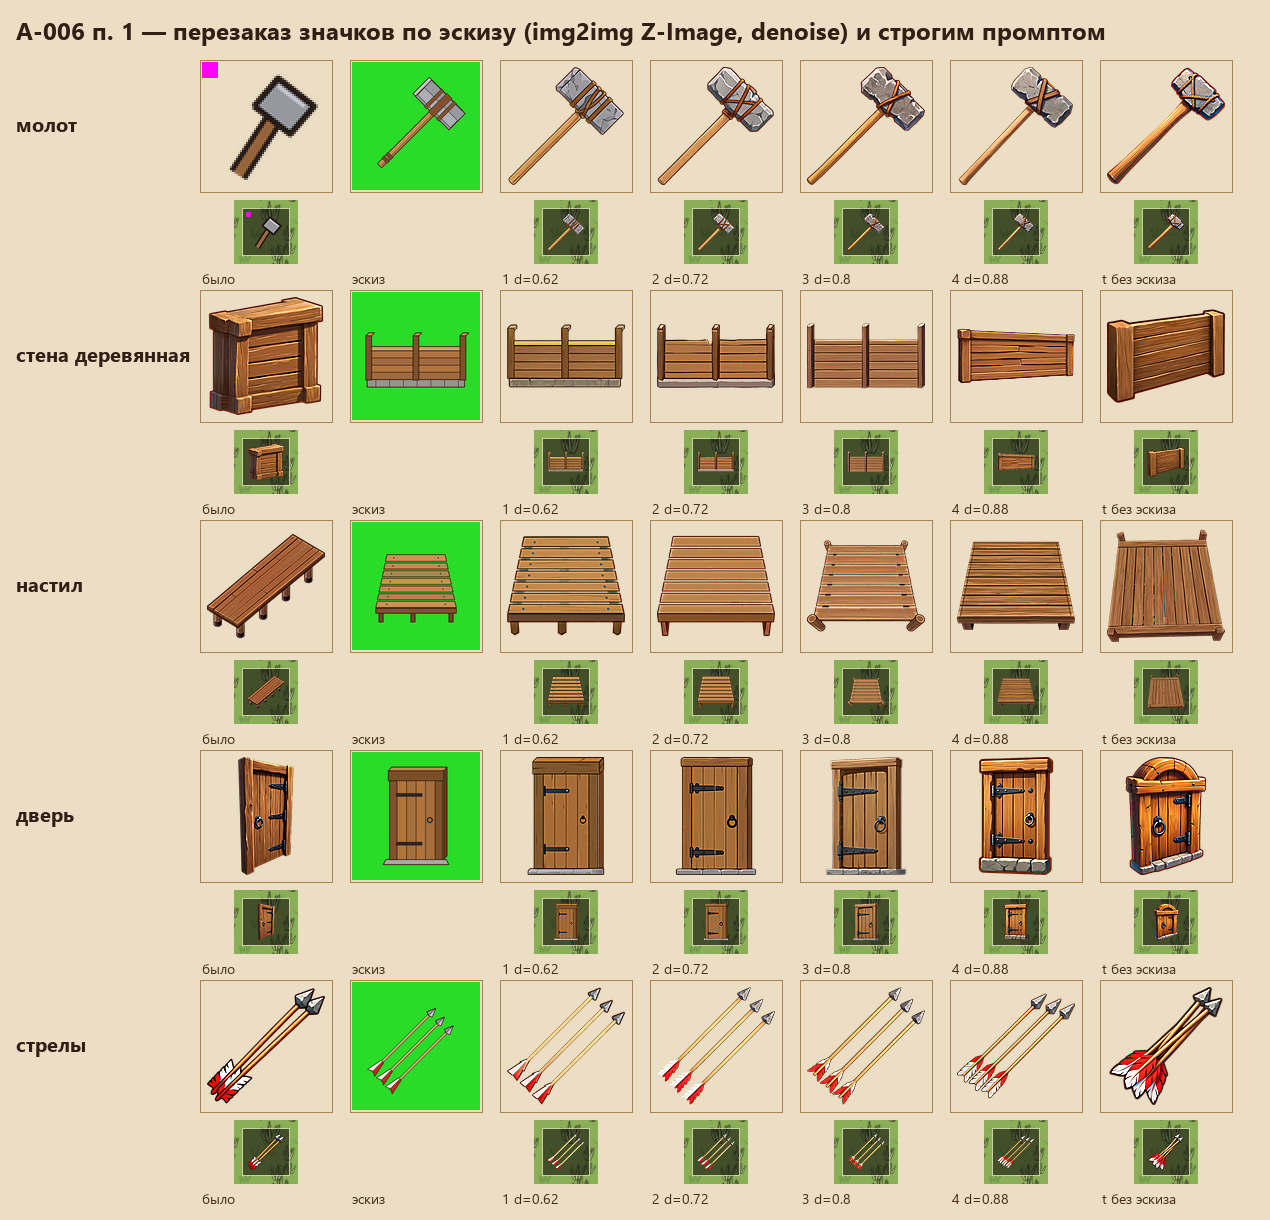 А-006 п. 1 — перезаказ значков по эскизу (img2img Z-Image, denoise) и строгим промптом
молот
было эскиз 1 d=0.62 2 d=0.72 3 d=0.8 4 d=0.88 t без эскиза
стена деревянная
было эскиз 1 d=0.62 2 d=0.72 3 d=0.8 4 d=0.88 t без эскиза
настил
было эскиз 1 d=0.62 2 d=0.72 3 d=0.8 4 d=0.88 t без эскиза
дверь
было эскиз 1 d=0.62 2 d=0.72 3 d=0.8 4 d=0.88 t без эскиза
стрелы
было эскиз 1 d=0.62 2 d=0.72 3 d=0.8 4 d=0.88 t без эскиза